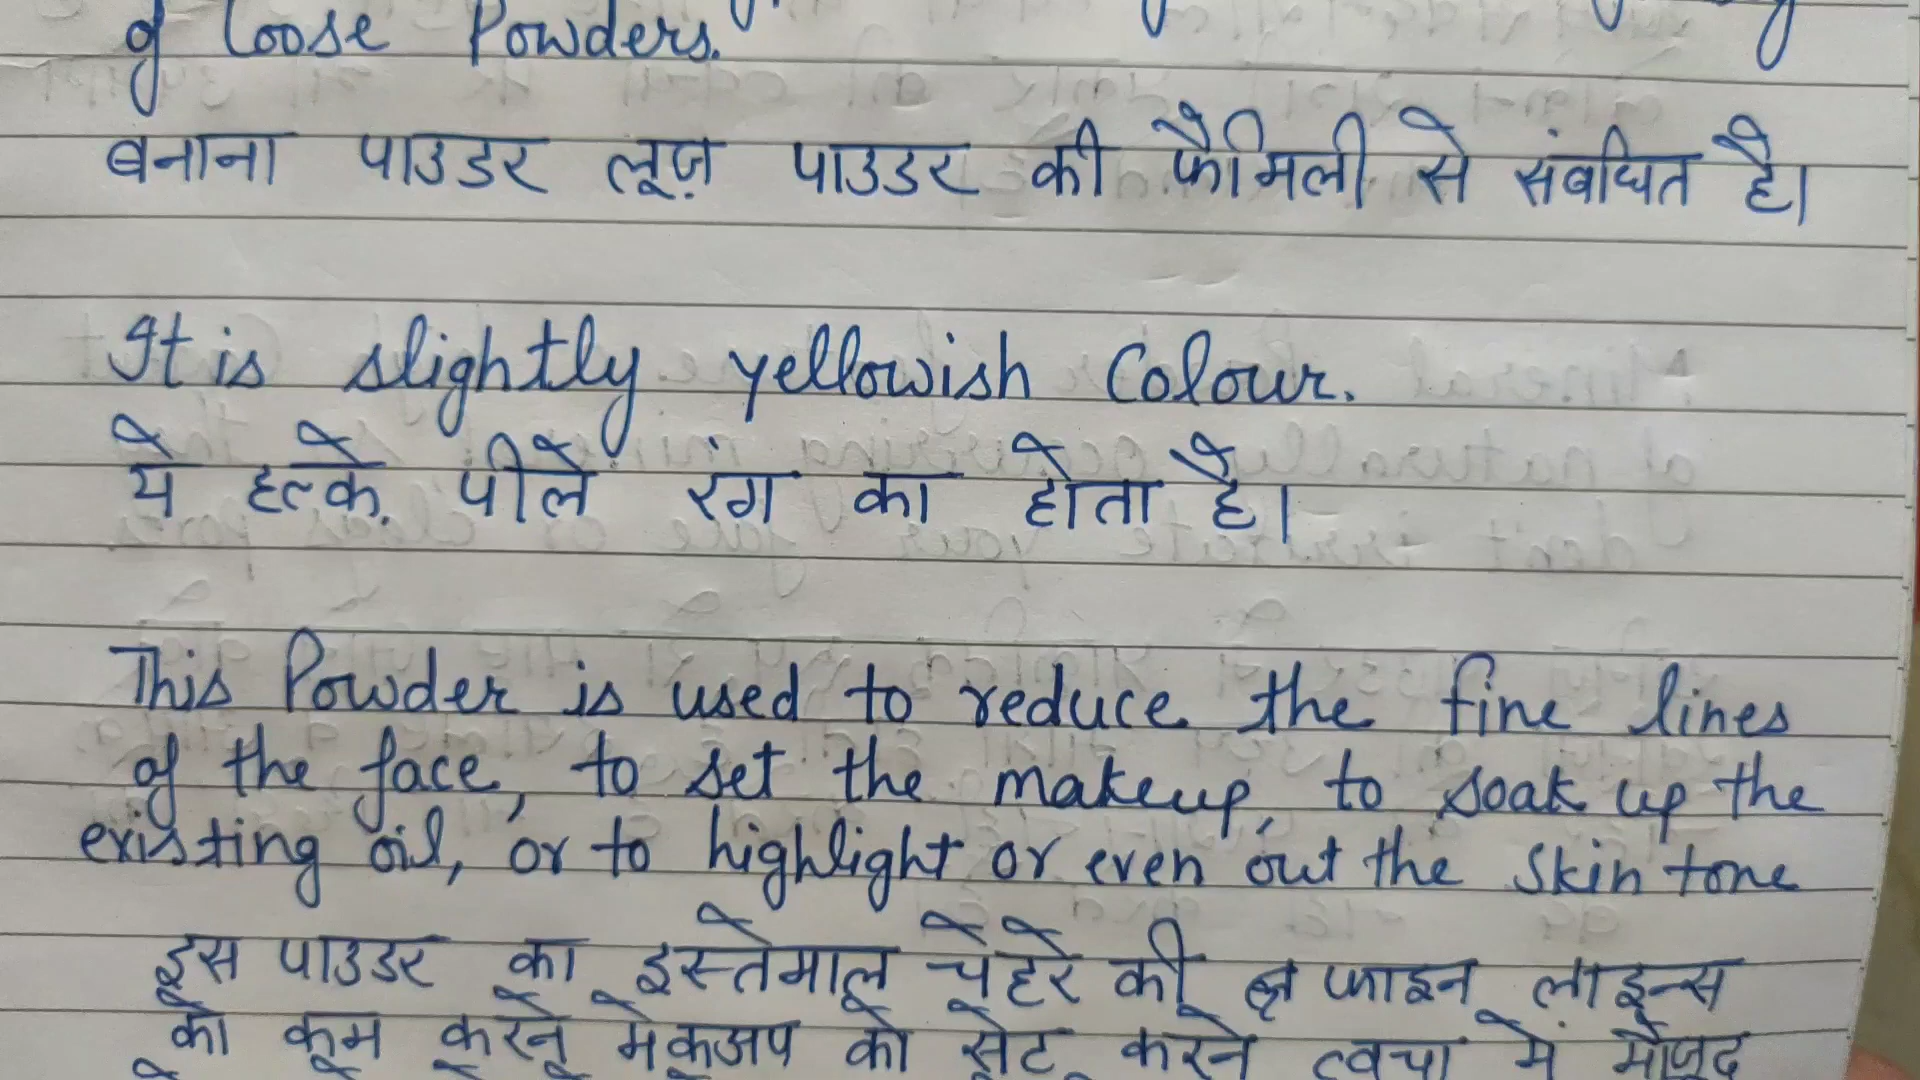 of Loose Powders.
बनाना पाउडर लूज़ पाउडर की फैमिली से संबधित है।
It is slightly yellowish Colour.
ये हल्के पीले रंग का होता है।
This Powder is used to reduce the fine lines
of the face, to set the makeup, to soak up the
existing oil, or to highlight or even out the Skin tone
इस पाउडर का इस्तेमाल चेहरे की फाइन लाइन्स
को कम करने मेकअप को सेट करने त्वचा में मौजूद